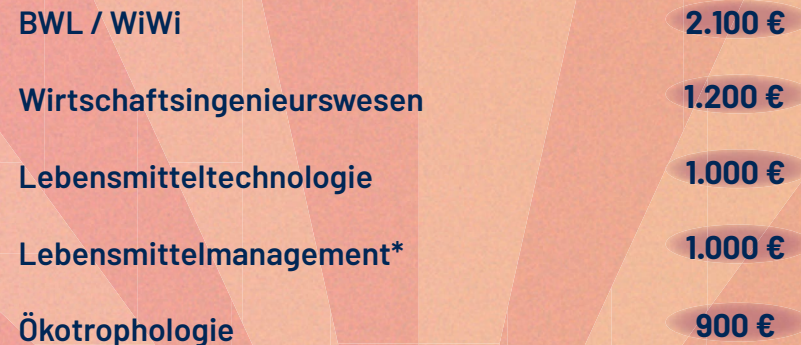 BWL / WiWi 2.100 €
Wirtschaftsingenieurswesen 1.200 €
Lebensmitteltechnologie 1.000 €
Lebensmittelmanagement* 1.000 €
Ökotrophologie 900 €